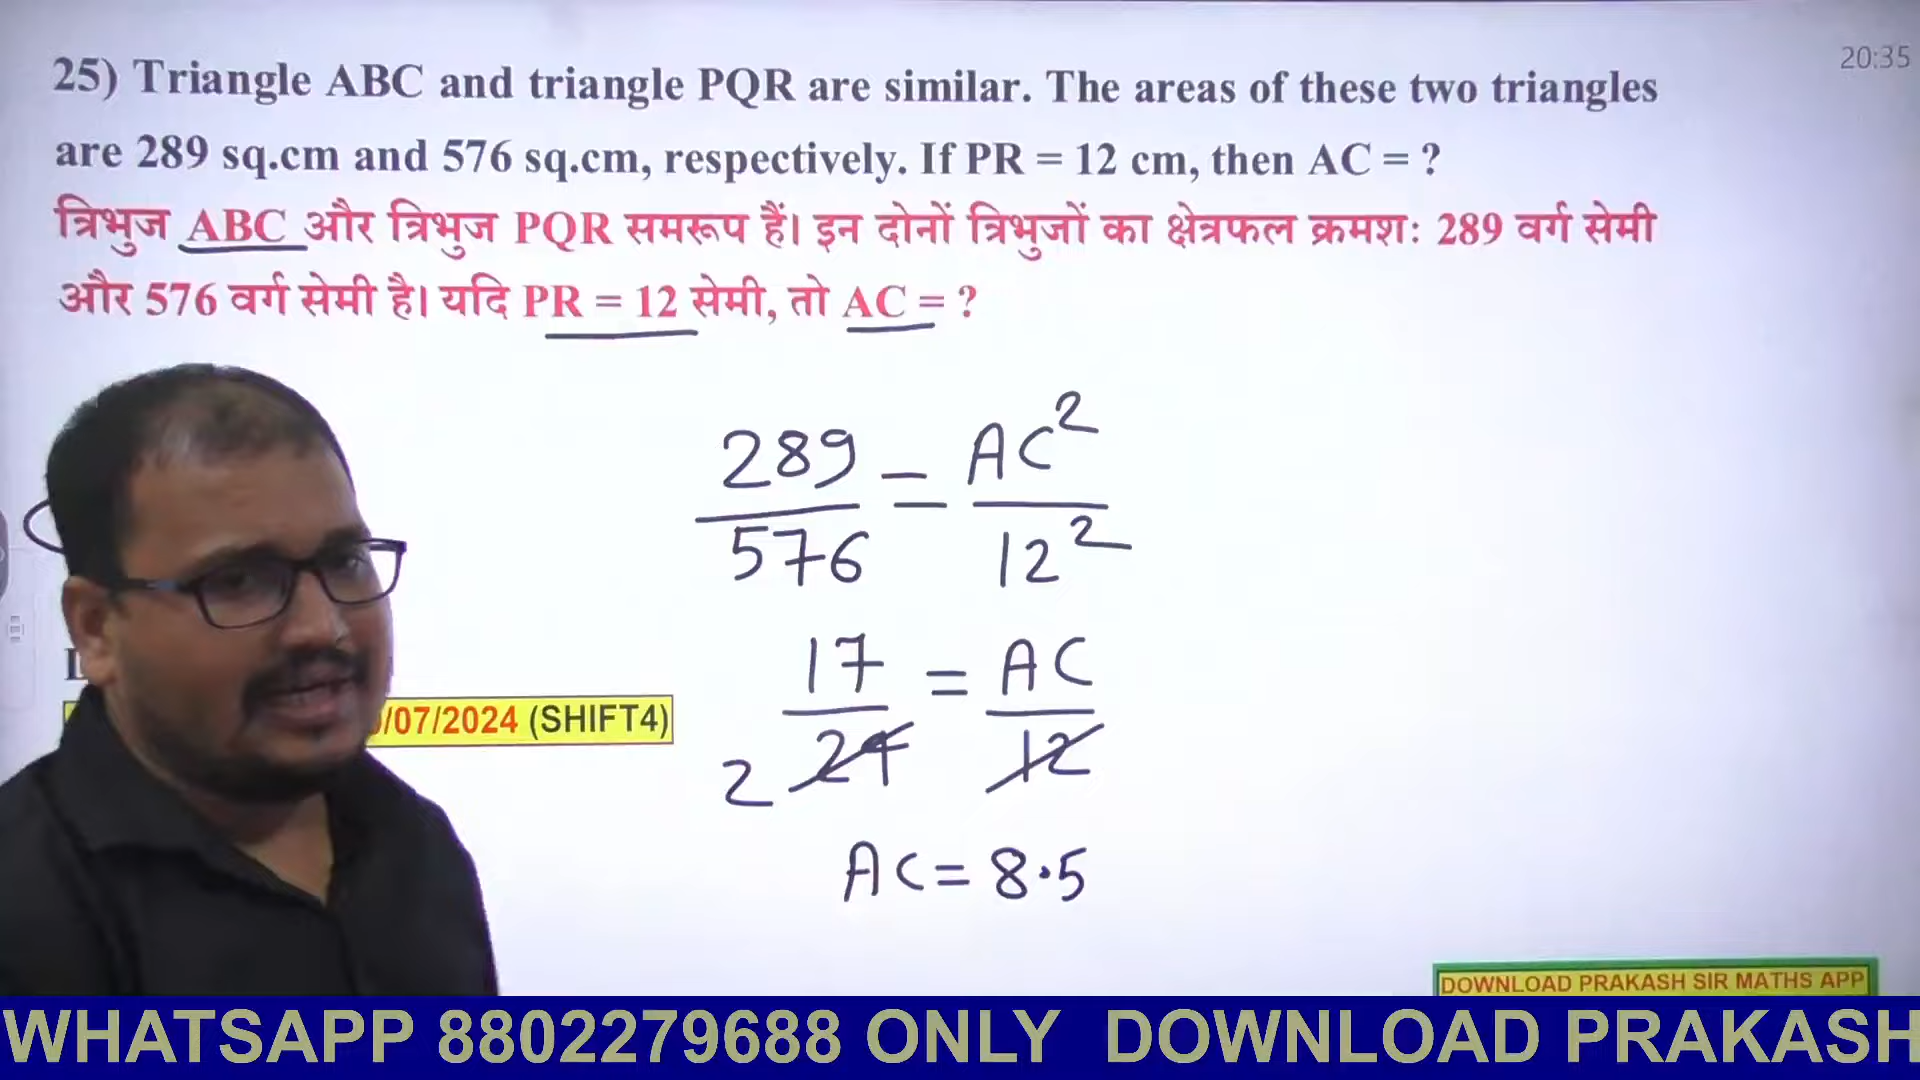 20:35
25) Triangle ABC and triangle PQR are similar. The areas of these two triangles
are 289 sq.cm and 576 sq.cm, respectively. If PR = 12 cm, then AC = ?
त्रिभुज ABC और त्रिभुज PQR समरूप हैं। इन दोनों त्रिभुजों का क्षेत्रफल क्रमशः 289 वर्ग सेमी
और 576 वर्ग सेमी है। यदि PR = 12 सेमी, तो AC = ?
289/576 = AC²/12²
17/24 = AC/12
2
AC = 8.5
/07/2024 (SHIFT4)
DOWNLOAD PRAKASH SIR MATHS APP
WHATSAPP 8802279688 ONLY DOWNLOAD PRAKASH